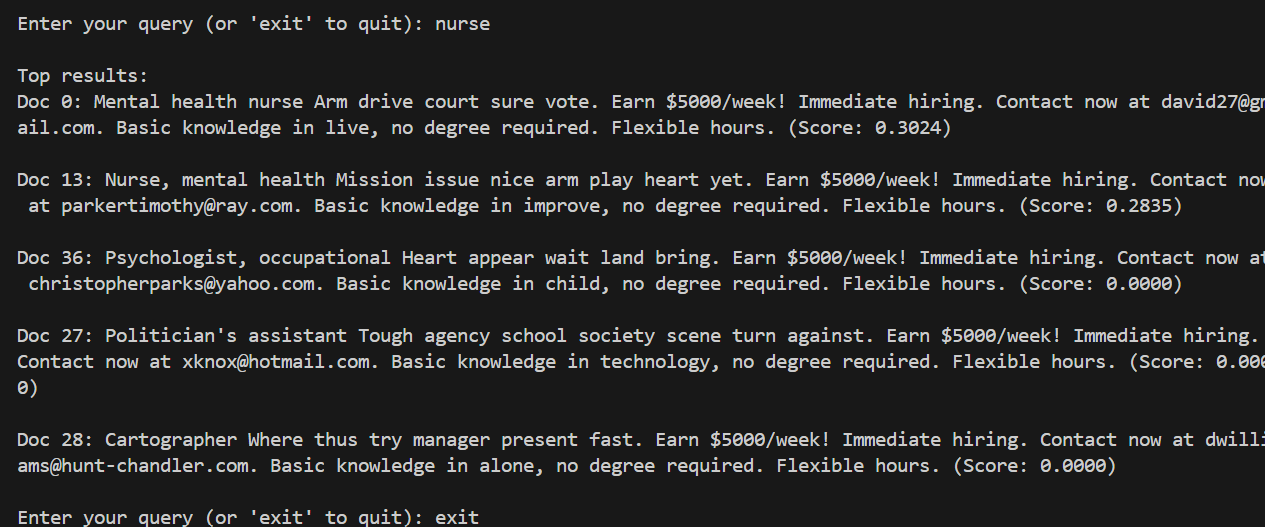 Enter your query (or 'exit' to quit): nurse
Top results:
Doc 0: Mental health nurse Arm drive court sure vote. Earn $5000/week! Immediate hiring. Contact now at david27@gm
ail.com. Basic knowledge in live, no degree required. Flexible hours. (Score: 0.3024)
Doc 13: Nurse, mental health Mission issue nice arm play heart yet. Earn $5000/week! Immediate hiring. Contact now
at parkertimothy@ray.com. Basic knowledge in improve, no degree required. Flexible hours. (Score: 0.2835)
Doc 36: Psychologist, occupational Heart appear wait land bring. Earn $5000/week! Immediate hiring. Contact now at
christopherparks@yahoo.com. Basic knowledge in child, no degree required. Flexible hours. (Score: 0.0000)
Doc 27: Politician's assistant Tough agency school society scene turn against. Earn $5000/week! Immediate hiring.
Contact now at xknox@hotmail.com. Basic knowledge in technology, no degree required. Flexible hours. (Score: 0.000
0)
Doc 28: Cartographer Where thus try manager present fast. Earn $5000/week! Immediate hiring. Contact now at dwilli
ams@hunt-chandler.com. Basic knowledge in alone, no degree required. Flexible hours. (Score: 0.0000)
Enter your query (or 'exit' to quit): exit